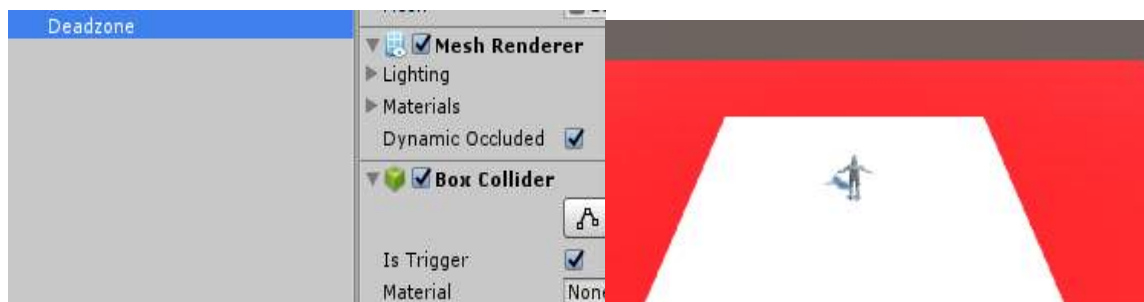 Deadzone
Mesh Renderer
Lighting
Materials
Dynamic Occluded
Box Collider
Is Trigger
Material